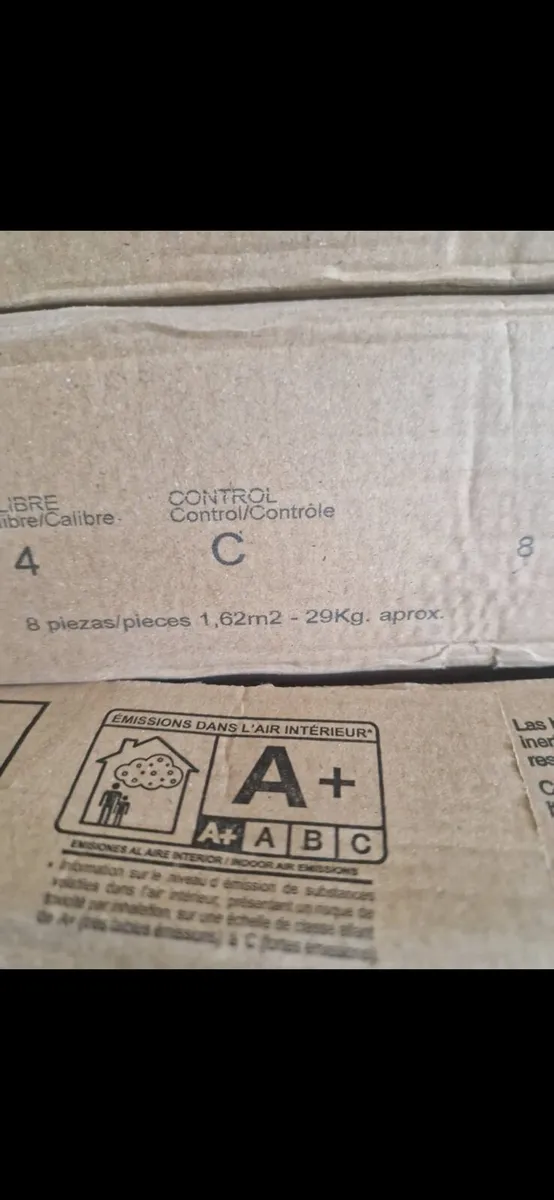 LIBRE
ibre/Calibre
4
CONTROL
Control/Contrôle
C
8
8 piezas/pieces 1,62m2 - 29Kg. aprox.
ÉMISSIONS DANS L'AIR INTÉRIEUR*
A+
A+ A B C
EMISIONES AL AIRE INTERIOR / INDOOR AIR EMISSIONS
* Information sur le niveau d'émission de substances
volatiles dans l'air intérieur, présentant un risque de
toxicité par inhalation, sur une échelle de classe allant
de A+ (très faibles émissions) à C (fortes émissions).
Las
iner
res
C